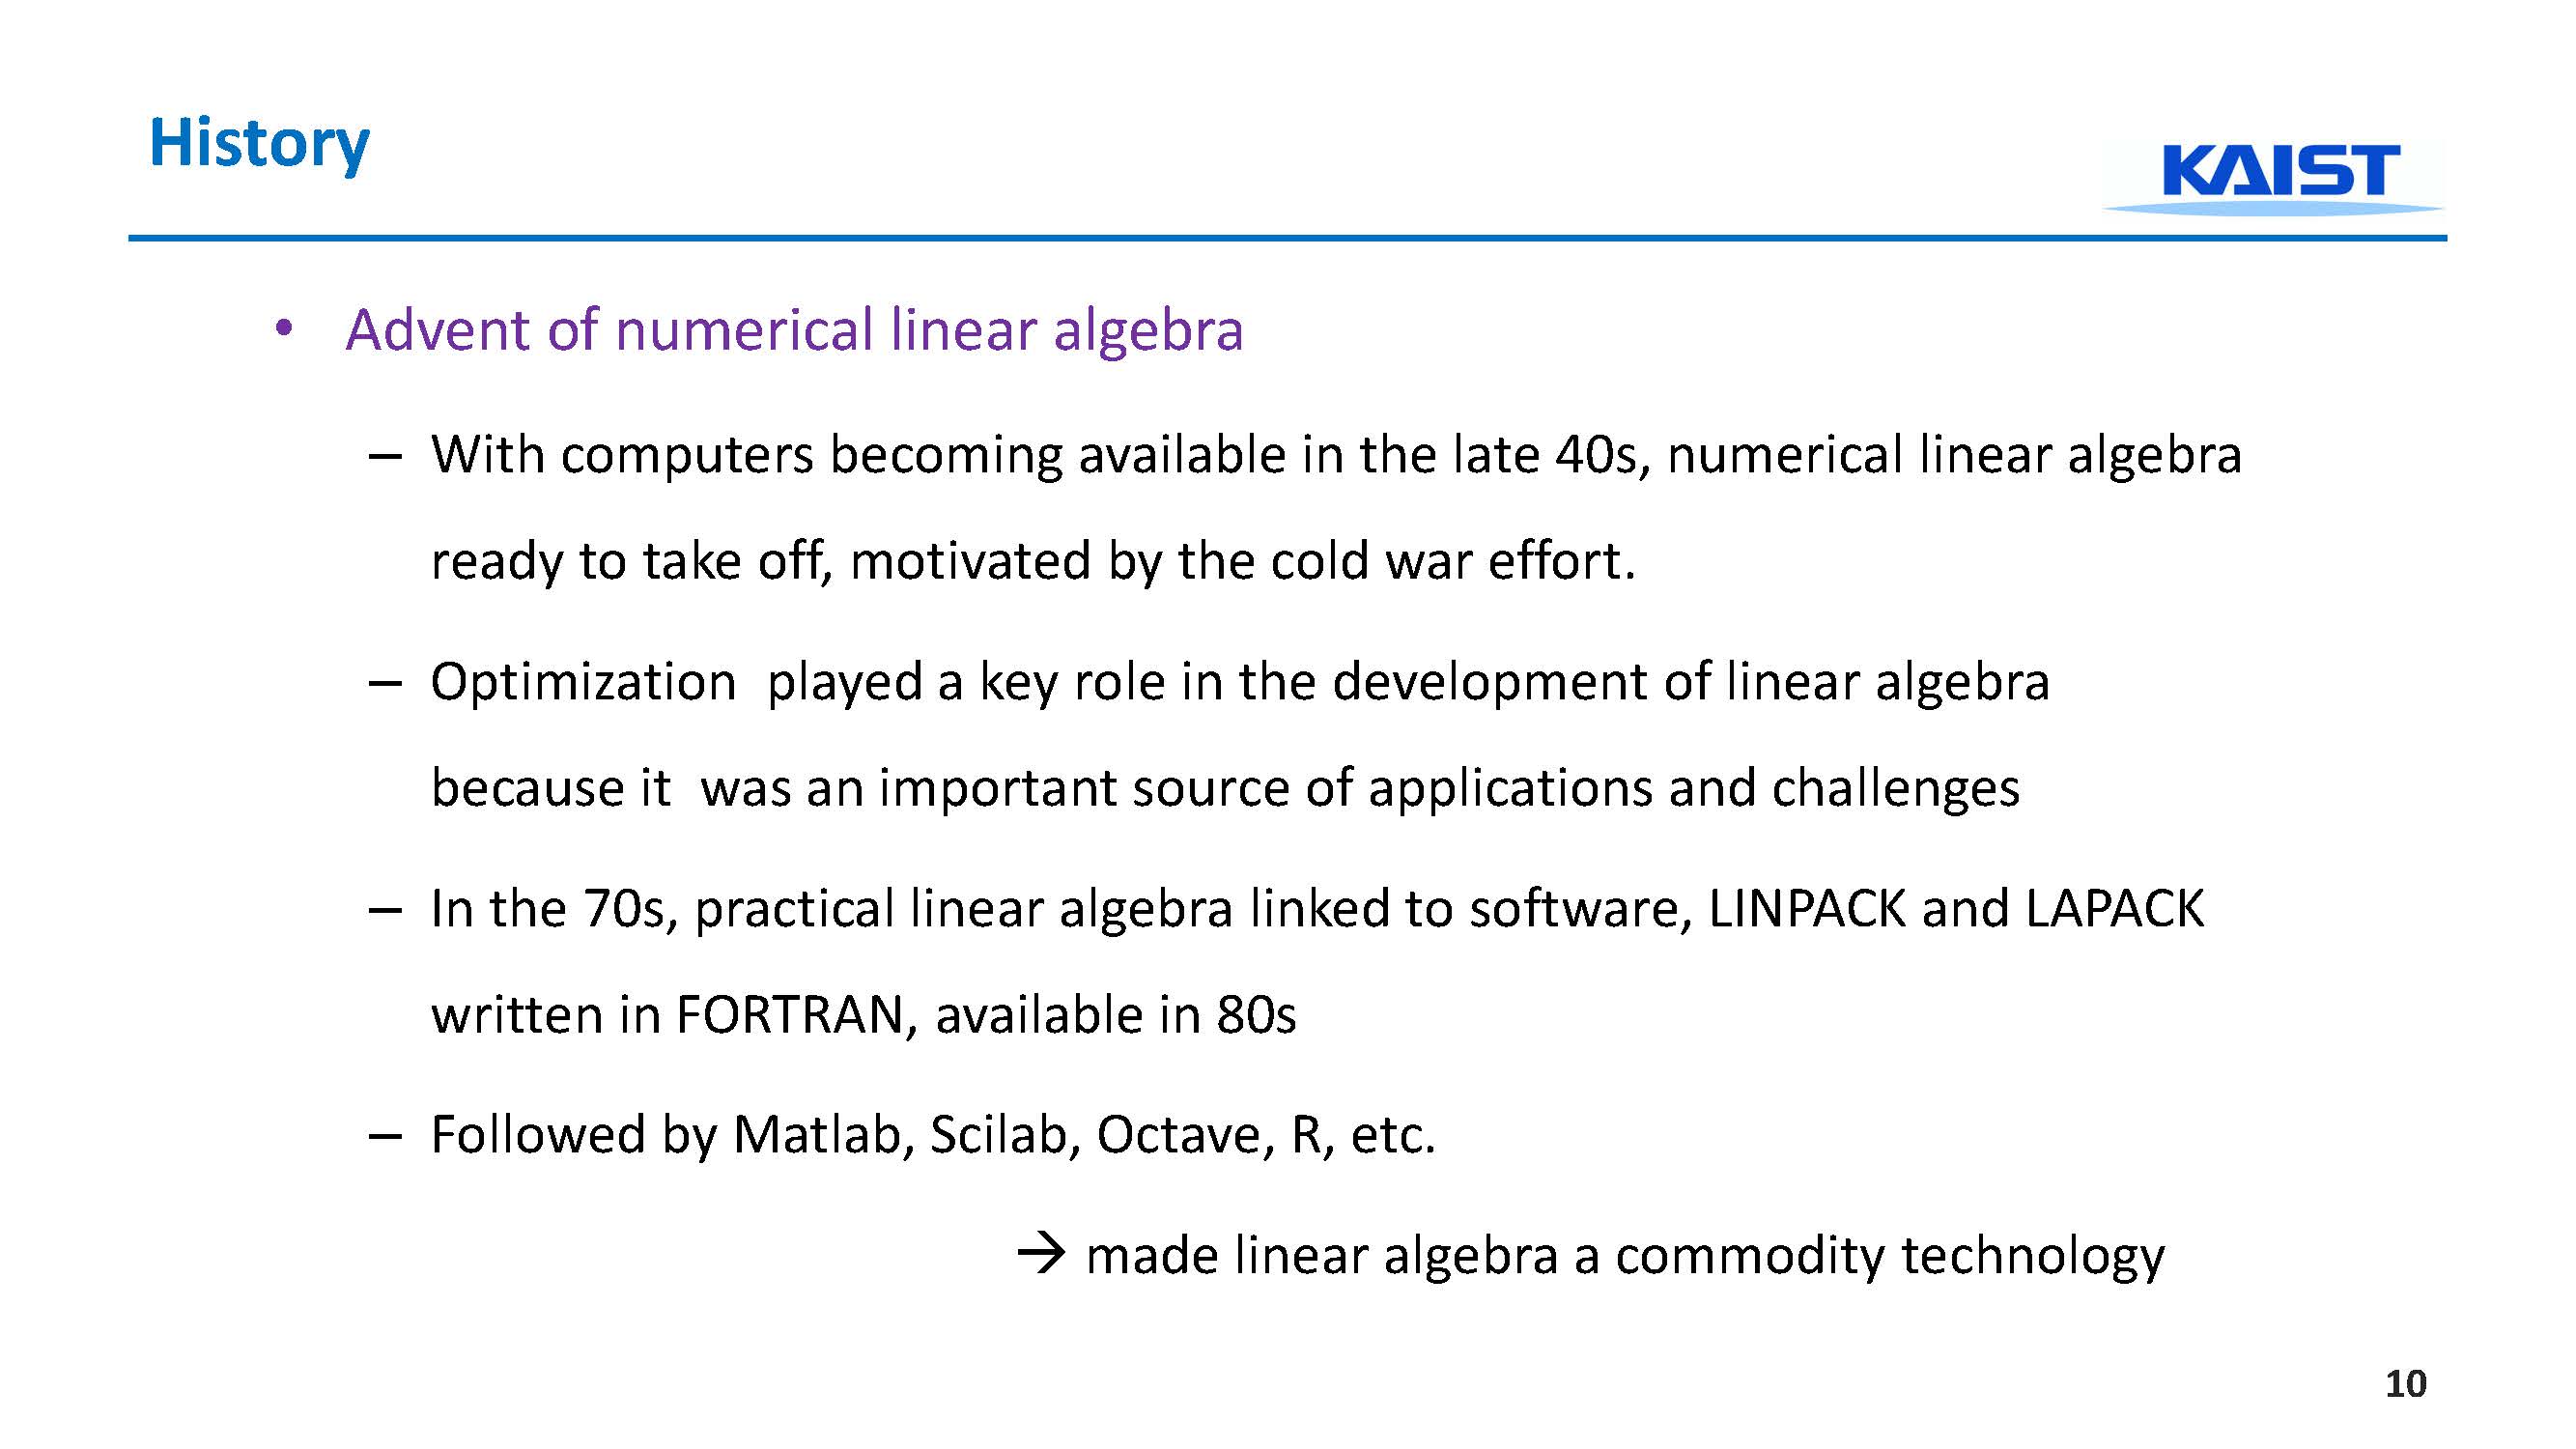 History
KAIST
• Advent of numerical linear algebra
– With computers becoming available in the late 40s, numerical linear algebra
ready to take off, motivated by the cold war effort.
– Optimization played a key role in the development of linear algebra
because it was an important source of applications and challenges
– In the 70s, practical linear algebra linked to software, LINPACK and LAPACK
written in FORTRAN, available in 80s
– Followed by Matlab, Scilab, Octave, R, etc.
→ made linear algebra a commodity technology
10